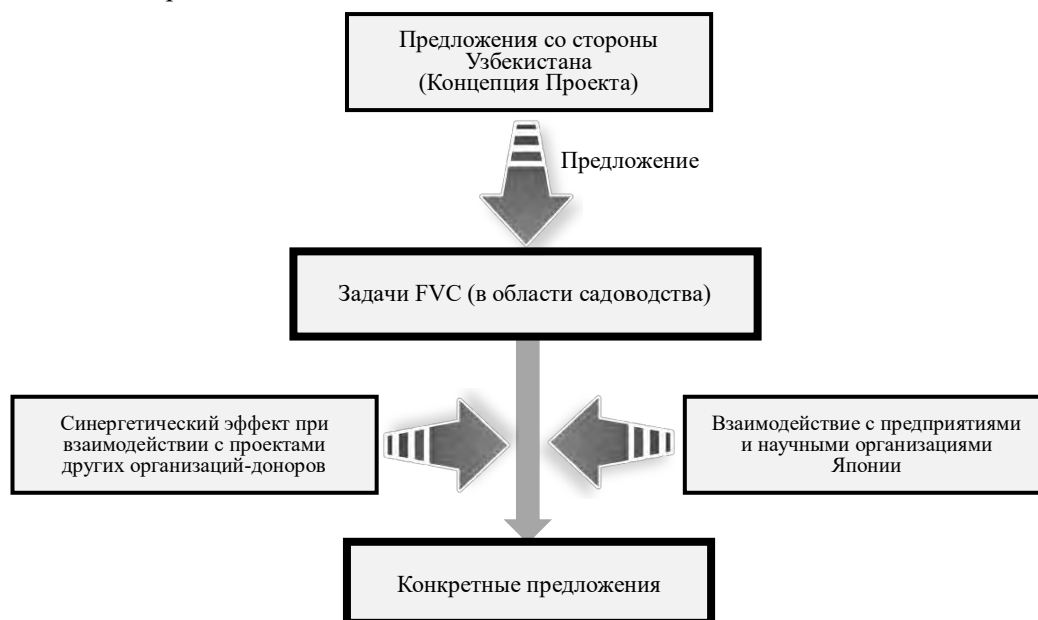 Предложения со стороны
Узбекистана
(Концепция Проекта)
Предложение
Задачи FVC (в области садоводства)
Синергетический эффект при
взаимодействии с проектами
других организаций-доноров
Взаимодействие с предприятиями
и научными организациями
Японии
Конкретные предложения